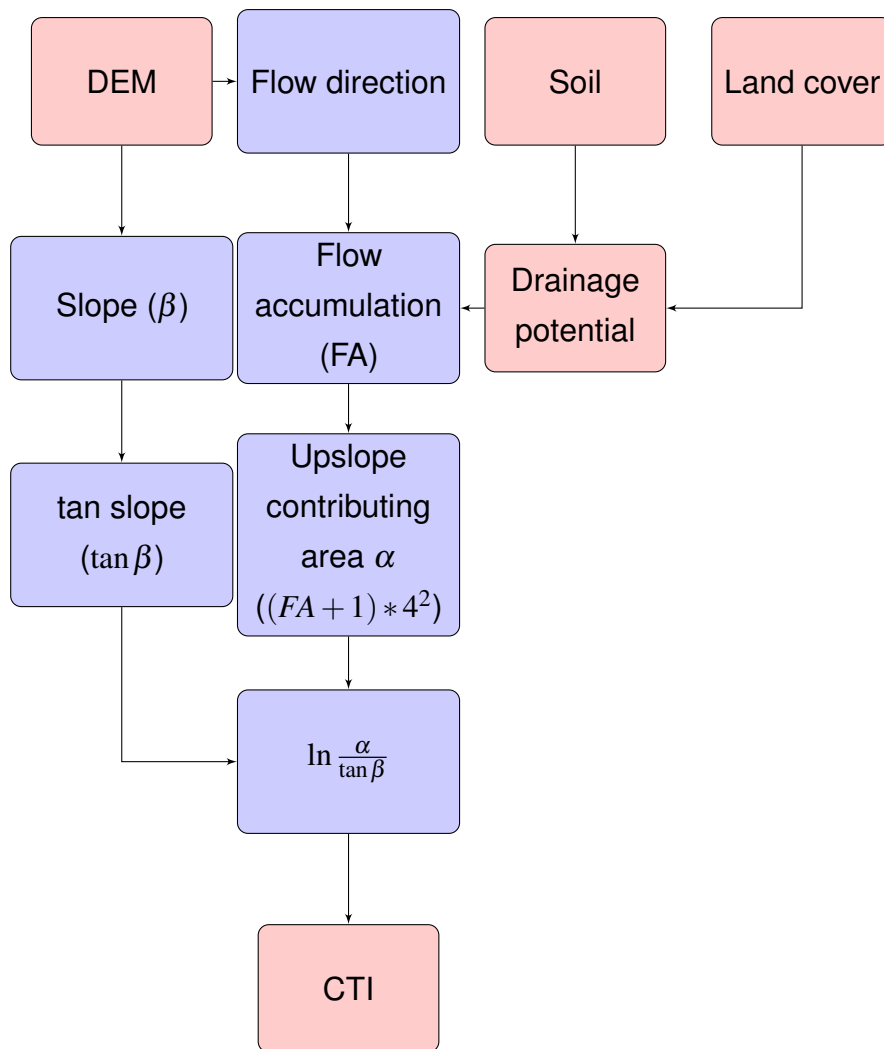 DEM
Flow direction
Soil
Land cover
Slope (β)
Flow
accumulation
(FA)
Drainage
potential
tan slope
(tan β)
Upslope
contributing
area α
((FA + 1) ∗ 4²)
ln α/tan β
CTI